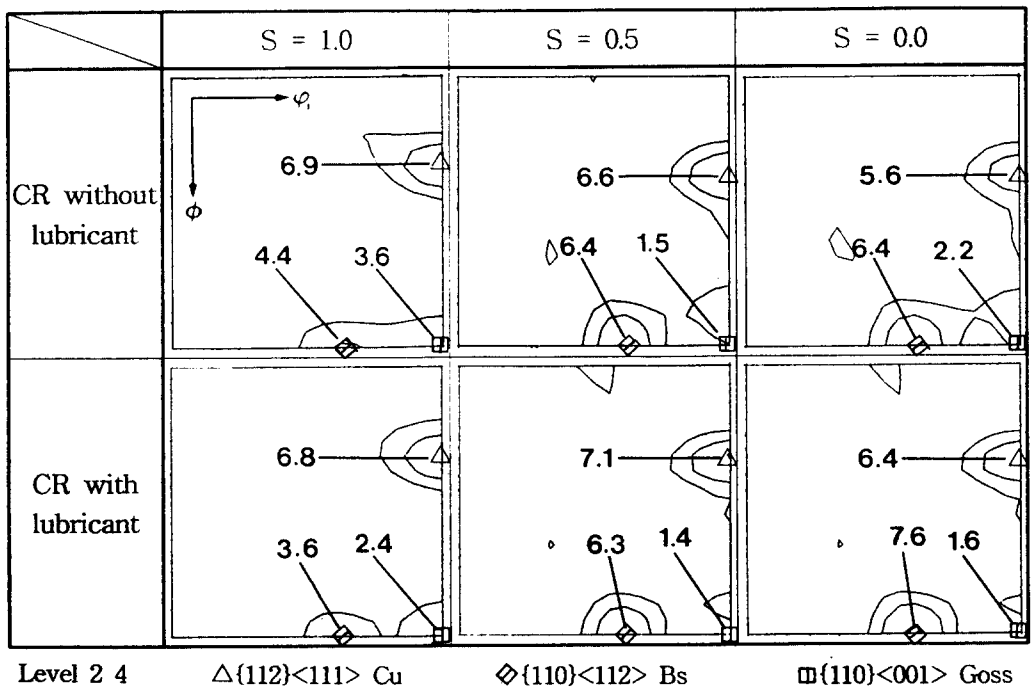 S = 1.0
S = 0.5
S = 0.0
CR without
lubricant
φ₁
ϕ
6.9
4.4
3.6
6.6
6.4
1.5
5.6
6.4
2.2
CR with
lubricant
6.8
3.6
2.4
7.1
6.3
1.4
6.4
7.6
1.6
Level 2 4
△{112}<111> Cu
{110}<112> Bs
{110}<001> Goss